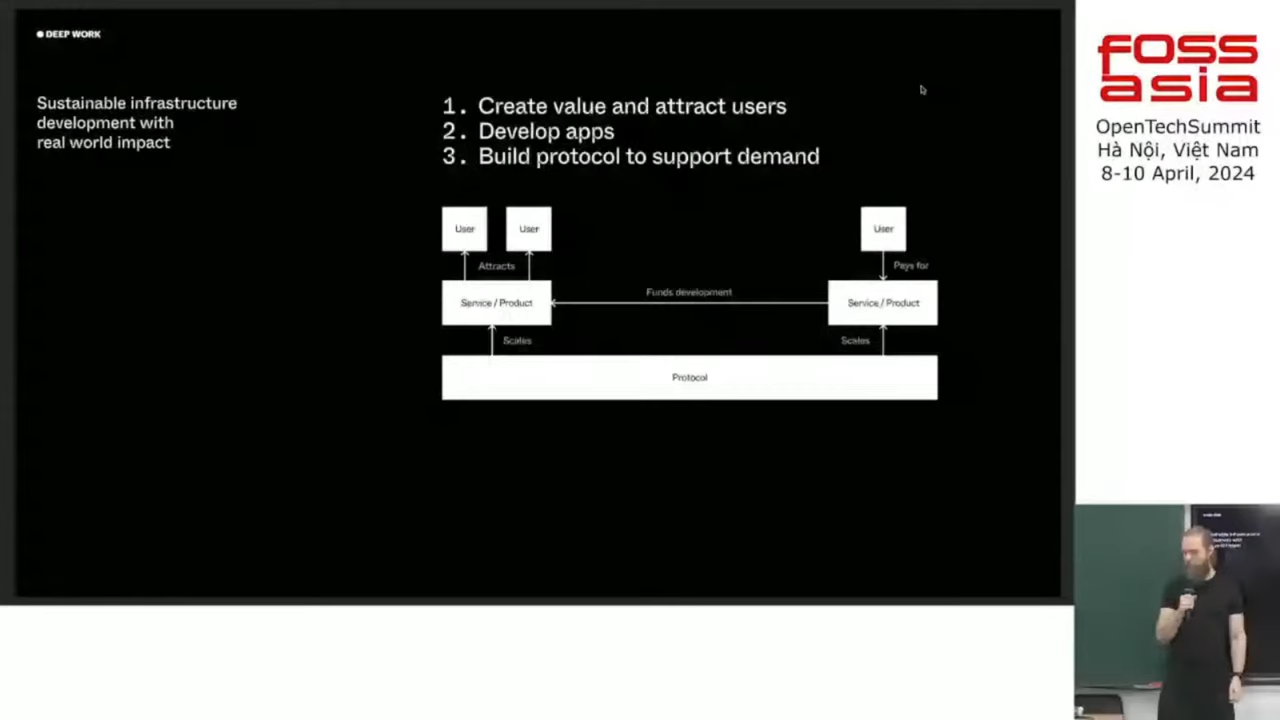 DEEP WORK
Sustainable infrastructure
development with
real world impact
1. Create value and attract users
2. Develop apps
3. Build protocol to support demand
User
User
User
Attracts
Pays for
Funds development
Service / Product
Service / Product
Scales
Scales
Protocol
FOSS
asia
OpenTechSummit
Hà Nội, Việt Nam
8-10 April, 2024